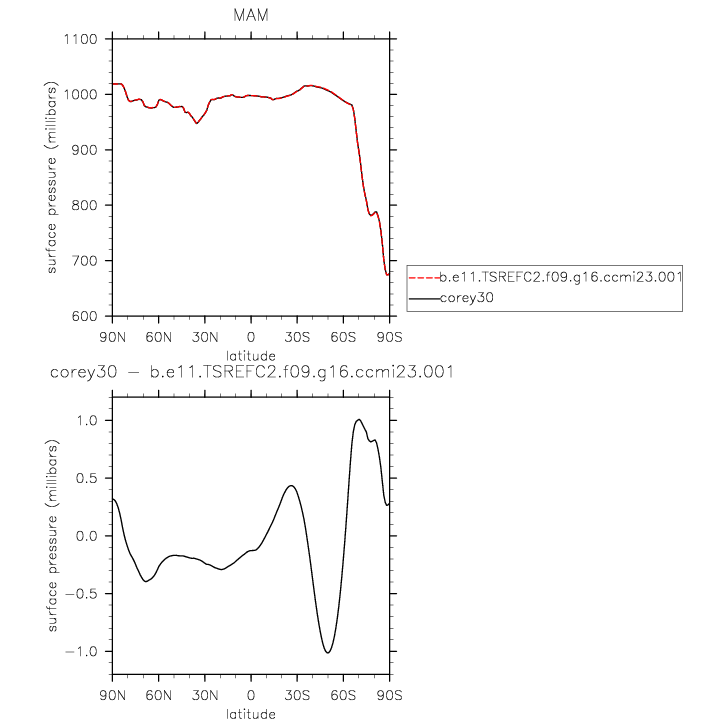 MAM
1100
1000
900
800
700
600
surface pressure (millibars)
90N 60N 30N 0 30S 60S 90S
latitude
b.e11.TSREFC2.f09.g16.ccmi23.001
corey30
corey30 − b.e11.TSREFC2.f09.g16.ccmi23.001
1.0
0.5
0.0
−0.5
−1.0
surface pressure (millibars)
90N 60N 30N 0 30S 60S 90S
latitude